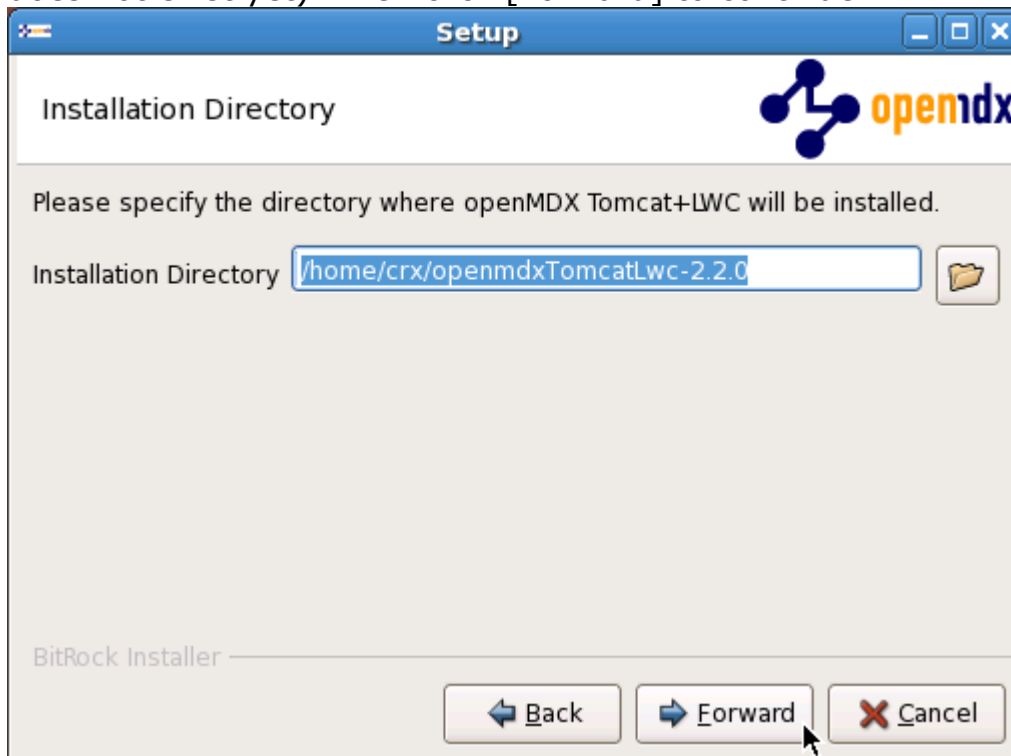 Setup
Installation Directory
openmdx
Please specify the directory where openMDX Tomcat+LWC will be installed.
Installation Directory /home/crx/openmdxTomcatLwc-2.2.0
BitRock Installer
Back Forward Cancel